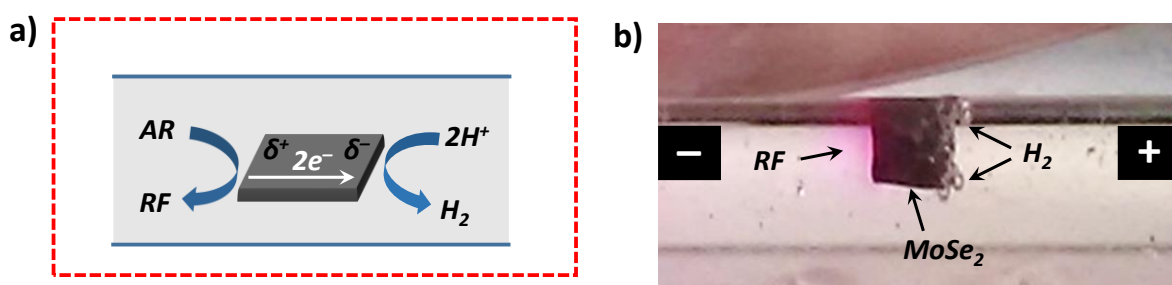 a)
AR
RF
δ+
δ−
2e−
2H+
H2
b)
−
+
RF
H2
MoSe2